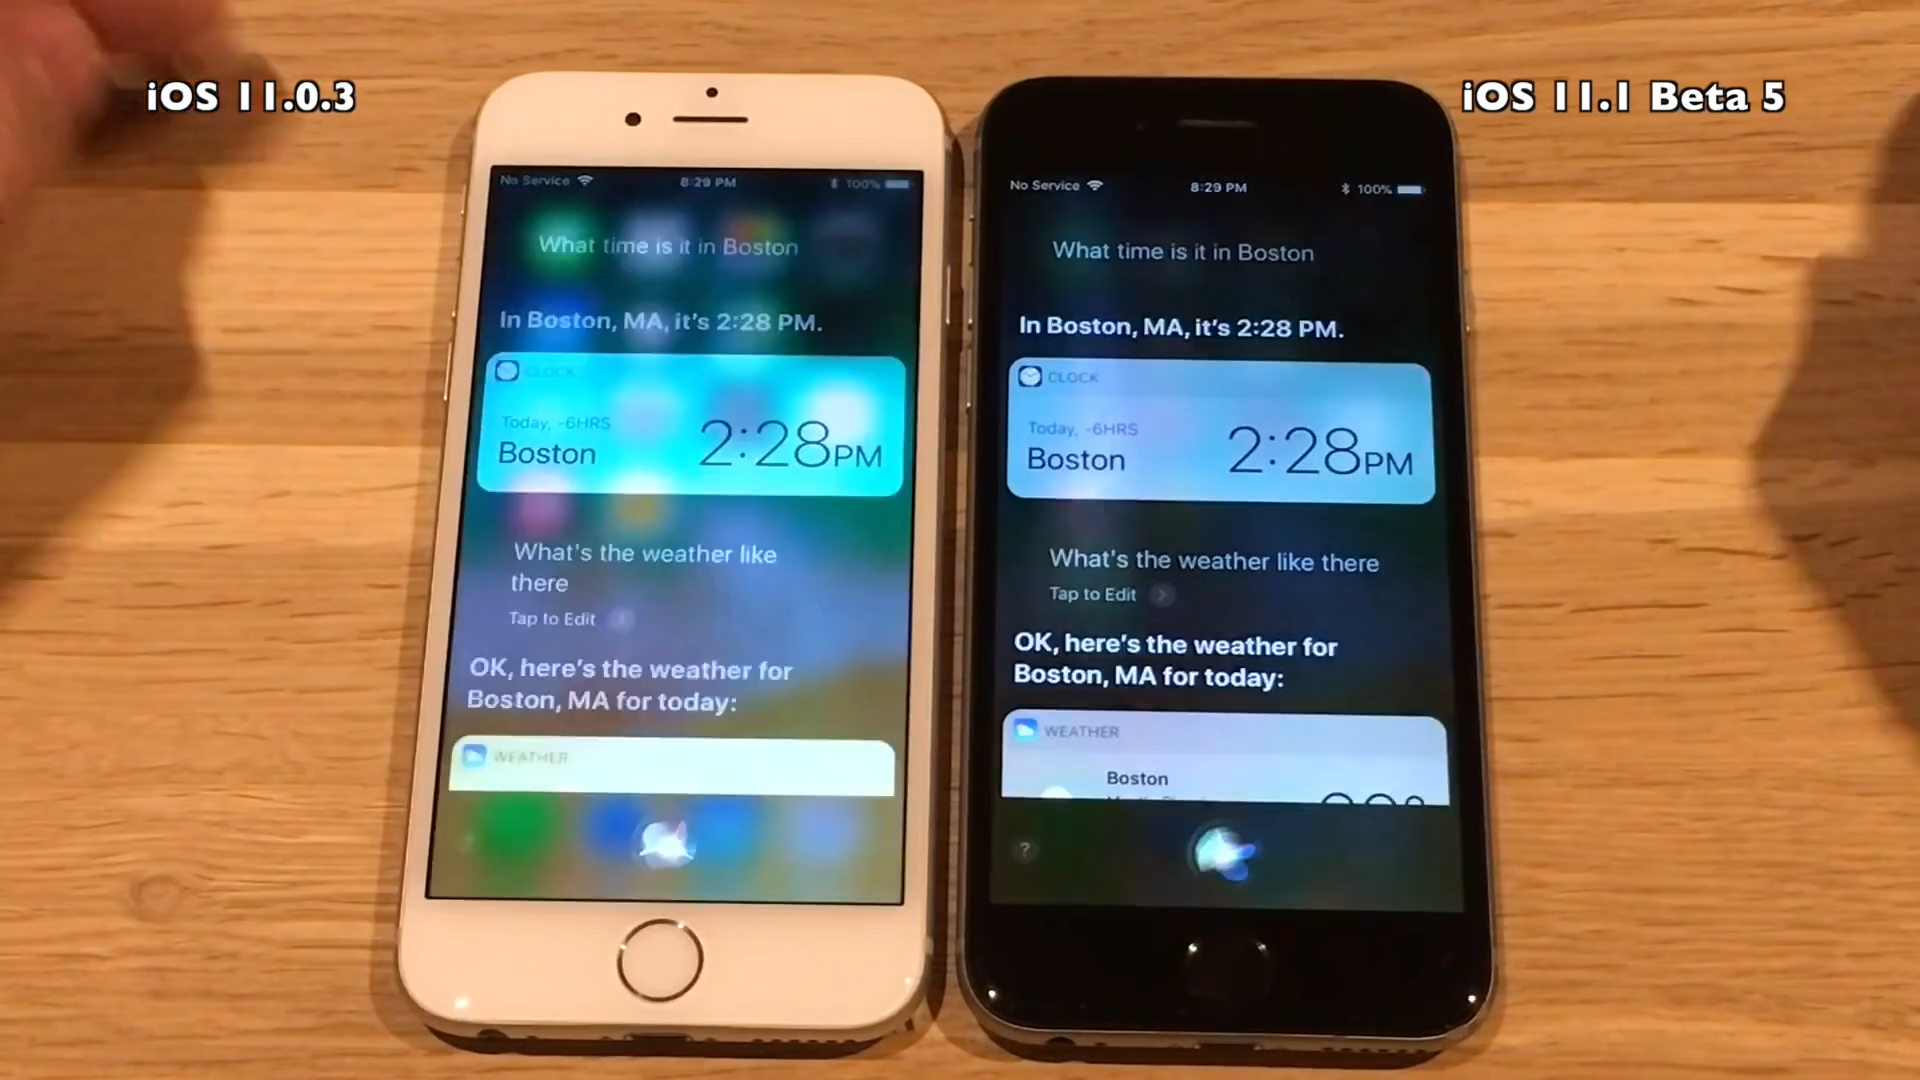 iOS 11.0.3
iOS 11.1 Beta 5
No Service
8:29 PM
100%
What time is it in Boston
In Boston, MA, it's 2:28 PM.
CLOCK
Today, -6HRS
Boston
2:28PM
What's the weather like
there
Tap to Edit
OK, here's the weather for
Boston, MA for today:
WEATHER
No Service
8:29 PM
100%
What time is it in Boston
In Boston, MA, it's 2:28 PM.
CLOCK
Today, -6HRS
Boston
2:28PM
What's the weather like there
Tap to Edit
OK, here's the weather for
Boston, MA for today:
WEATHER
Boston
?